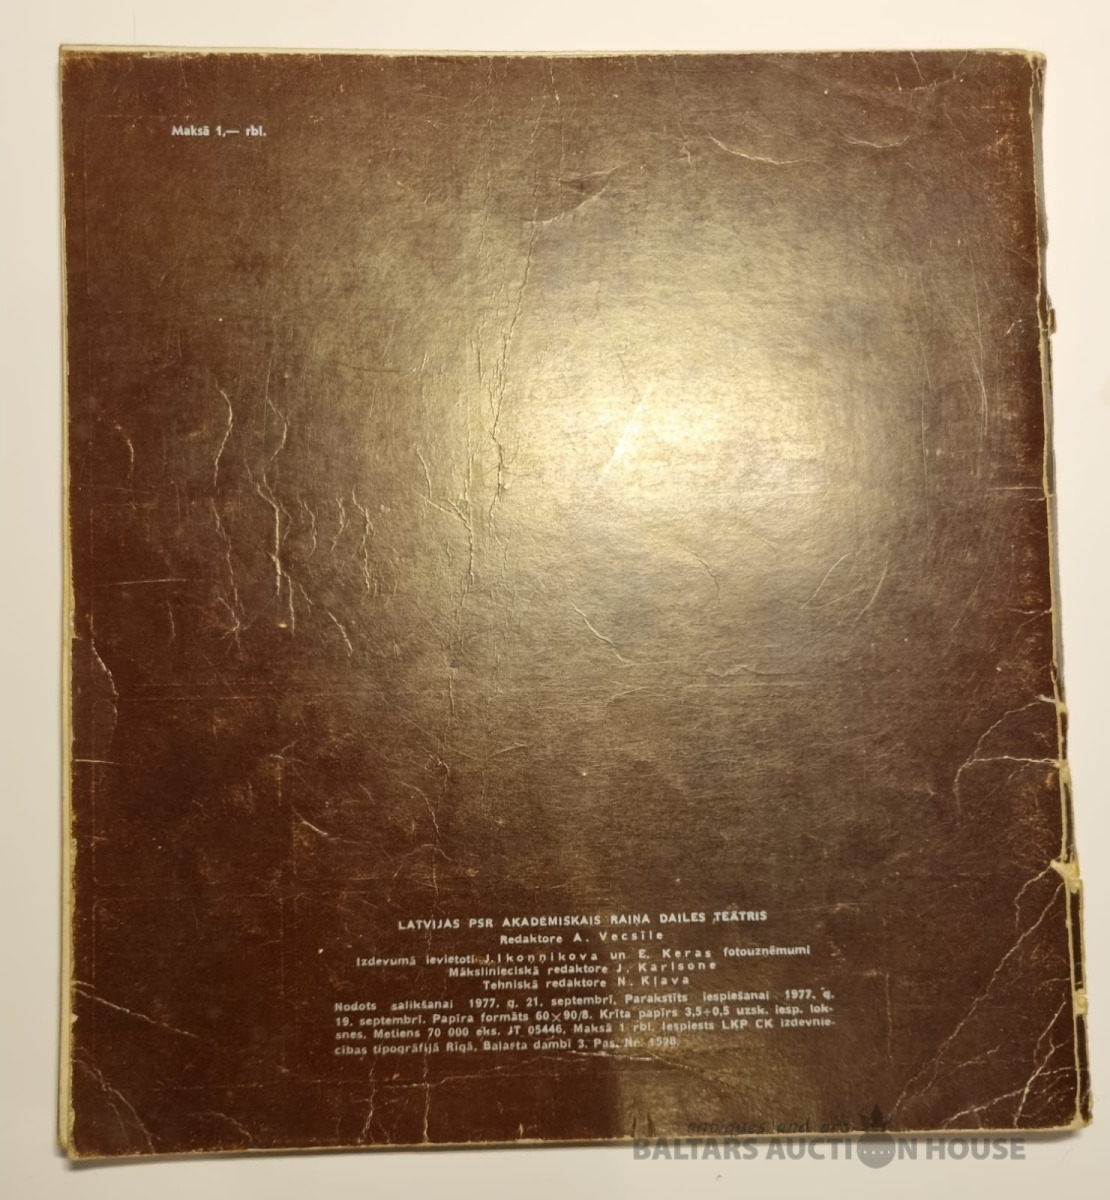 Maksā 1,— rbl.
LATVIJAS PSR AKADĒMISKAIS RAIŅA DAILES TEĀTRIS
Redaktore A. Vecsīle
Izdevumā ievietoti J. Ikonņikova un E. Keras fotouzņēmumi
Mākslinieciskā redaktore J. Karlsone
Tehniskā redaktore N. Kļava
Nodots salikšanai 1977. g. 21. septembrī. Parakstīts iespiešanai 1977. g.
19. septembrī. Papīra formāts 60×90/8. Krīta papīrs 3,5+0,5 uzsk. iesp. lok-
snes. Metiens 70 000 eks. JT 05446. Maksā 1 rbl. Iespiests LKP CK izdevnie-
cības tipogrāfijā Rīgā, Balasta dambī 3. Pas. Nr. 1598.
antiques and art
BALTARS AUCTION HOUSE